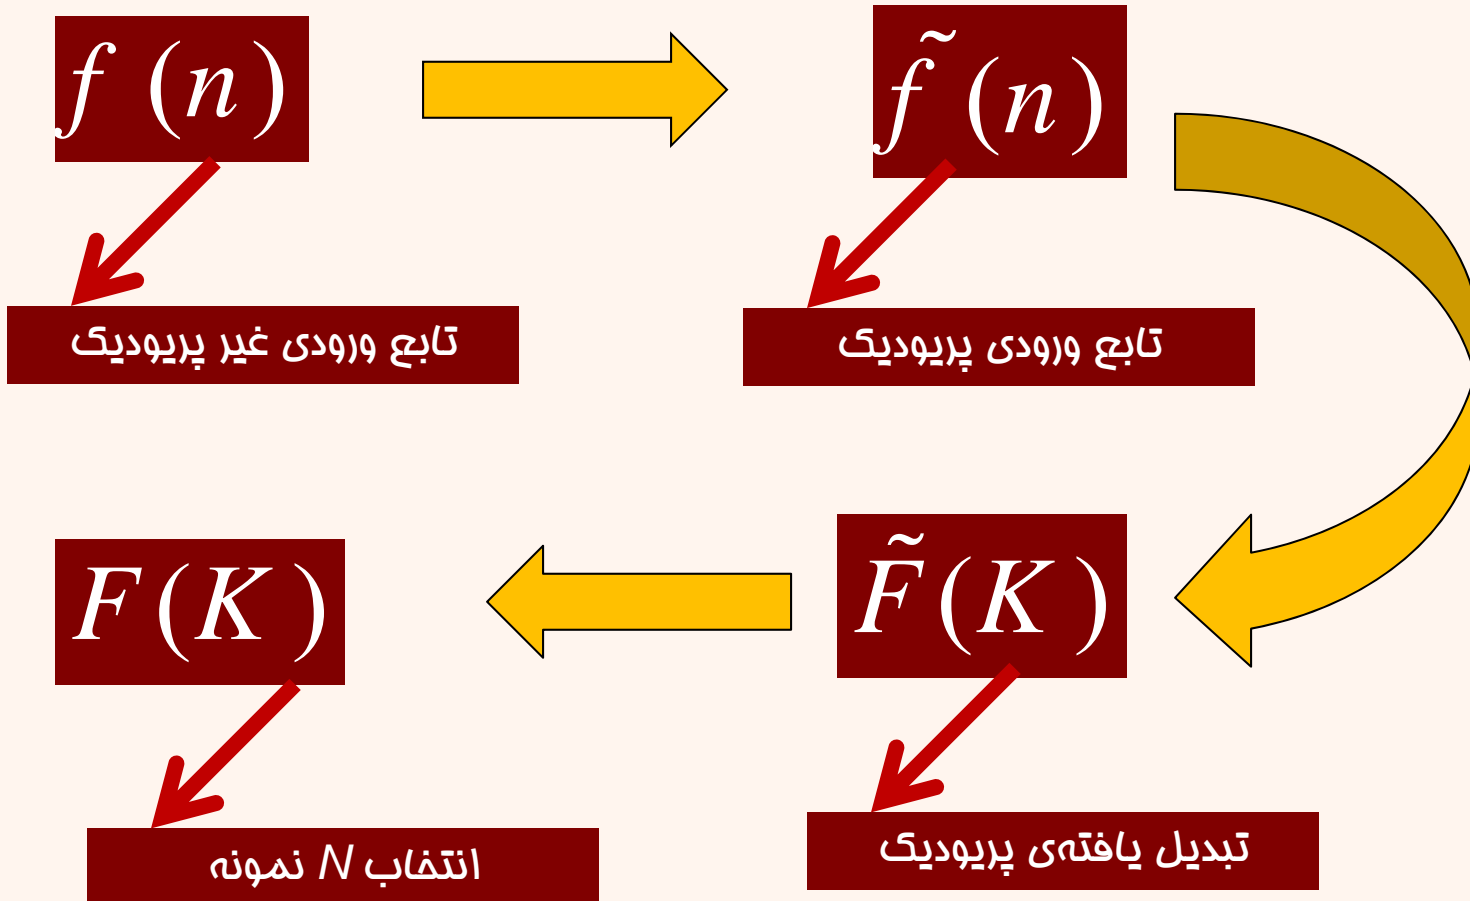 f (n)
f̃ (n)
تابع ورودی غیر پریودیک
تابع ورودی پریودیک
F (K)
F̃ (K)
انتخاب N نمونه
تبدیل یافته‌ی پریودیک